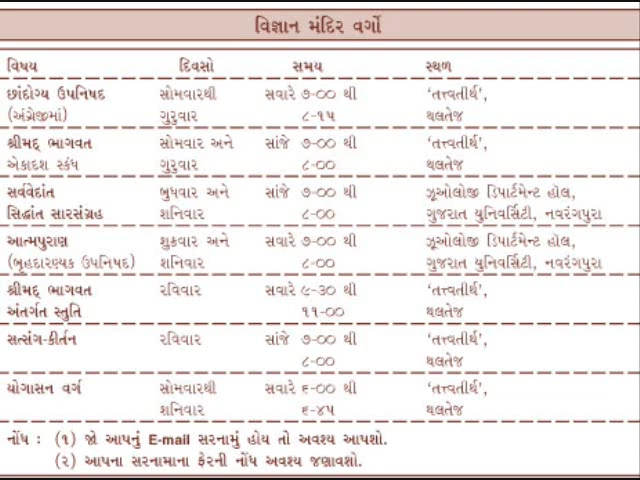 વિજ્ઞાન મંદિર વર્ગો
વિષય દિવસો સમય સ્થળ
છાંદોગ્ય ઉપનિષદ સોમવારથી સવારે ૭-૦૦ થી ‘તત્ત્વતીર્થ’,
(અંગ્રેજીમાં) ગુરુવાર ૮-૧૫ થલતેજ
શ્રીમદ્ ભાગવત સોમવાર અને સાંજે ૭-૦૦ થી ‘તત્ત્વતીર્થ’,
એકાદશ સ્કંધ ગુરુવાર ૮-૦૦ થલતેજ
સર્વવેદાંત બુધવાર અને સાંજે ૭-૦૦ થી ઝૂઓલોજી ડિપાર્ટમેન્ટ હૉલ,
સિદ્ધાંત સારસંગ્રહ શનિવાર ૮-૦૦ ગુજરાત યુનિવર્સિટી, નવરંગપુરા
આત્મપુરાણ શુક્રવાર અને સવારે ૭-૦૦ થી ઝૂઓલોજી ડિપાર્ટમેન્ટ હૉલ,
(બૃહદારણ્યક ઉપનિષદ) શનિવાર ૮-૦૦ ગુજરાત યુનિવર્સિટી, નવરંગપુરા
શ્રીમદ્ ભાગવત રવિવાર સવારે ૯-૩૦ થી ‘તત્ત્વતીર્થ’,
અંતર્ગત સ્તુતિ ૧૧-૦૦ થલતેજ
સત્સંગ-કીર્તન રવિવાર સાંજે ૭-૦૦ થી ‘તત્ત્વતીર્થ’,
૮-૦૦ થલતેજ
યોગાસન વર્ગ સોમવારથી સવારે ૬-૦૦ થી ‘તત્ત્વતીર્થ’,
શનિવાર ૬-૪૫ થલતેજ
નોંધ : (૧) જો આપનું E-mail સરનામું હોય તો અવશ્ય આપશો.
(૨) આપના સરનામાના ફેરની નોંધ અવશ્ય જણાવશો.